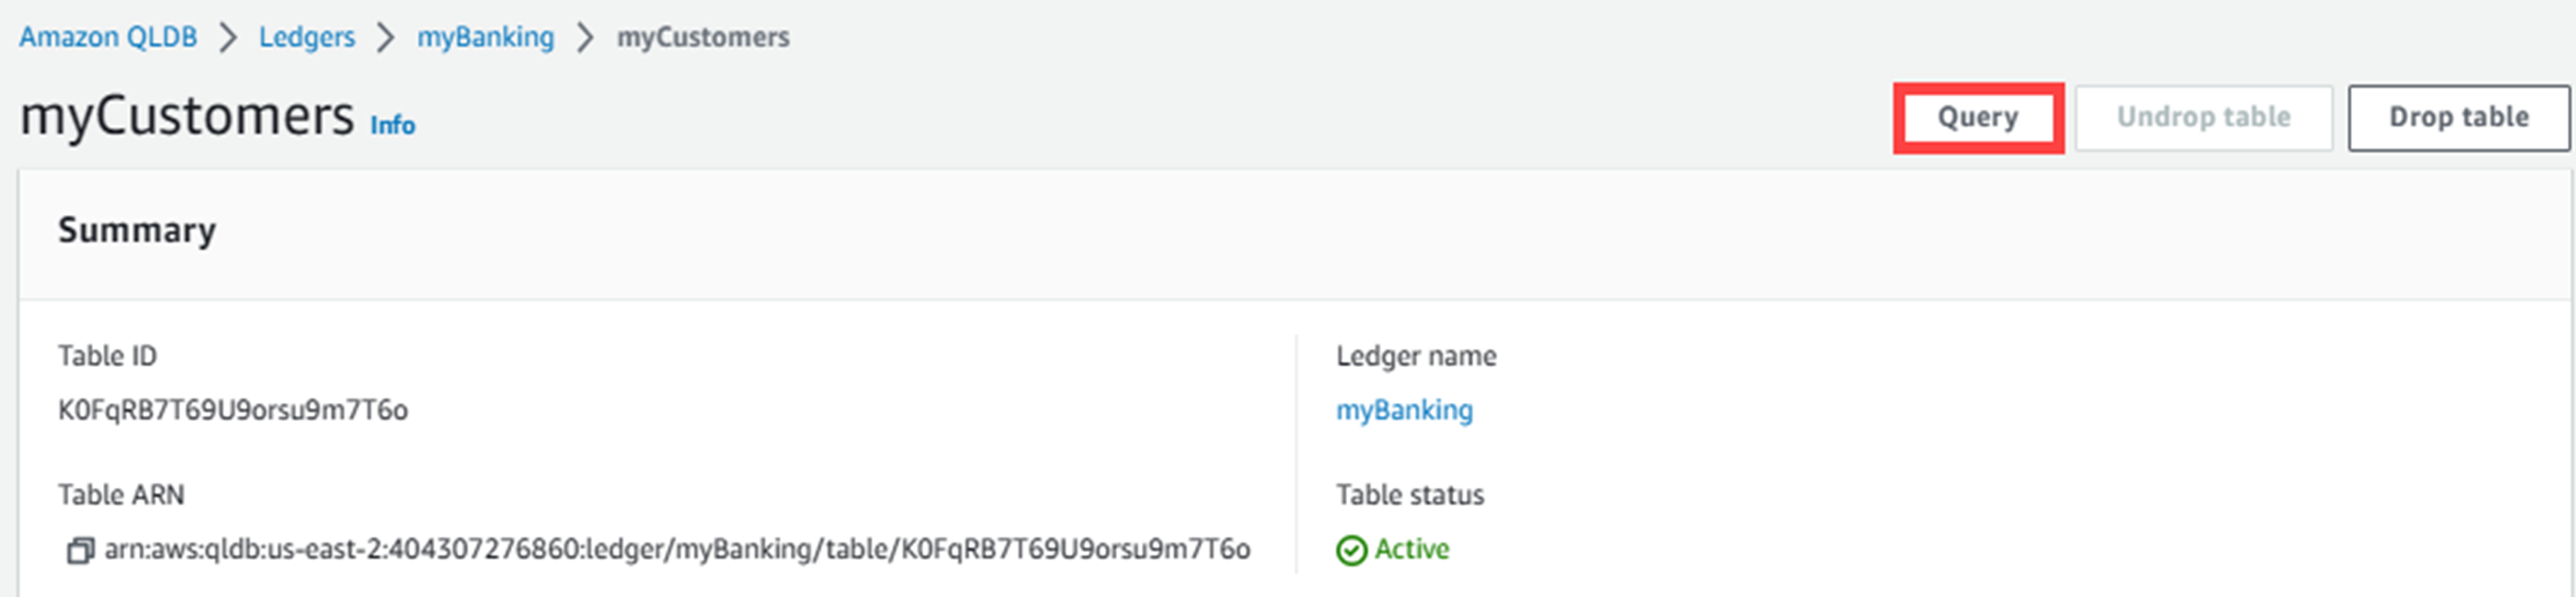 Amazon QLDB > Ledgers > myBanking > myCustomers
myCustomers Info
Query Undrop table Drop table
Summary
Table ID
K0FqRB7T69U9orsu9m7T6o
Ledger name
myBanking
Table ARN
arn:aws:qldb:us-east-2:404307276860:ledger/myBanking/table/K0FqRB7T69U9orsu9m7T6o
Table status
Active